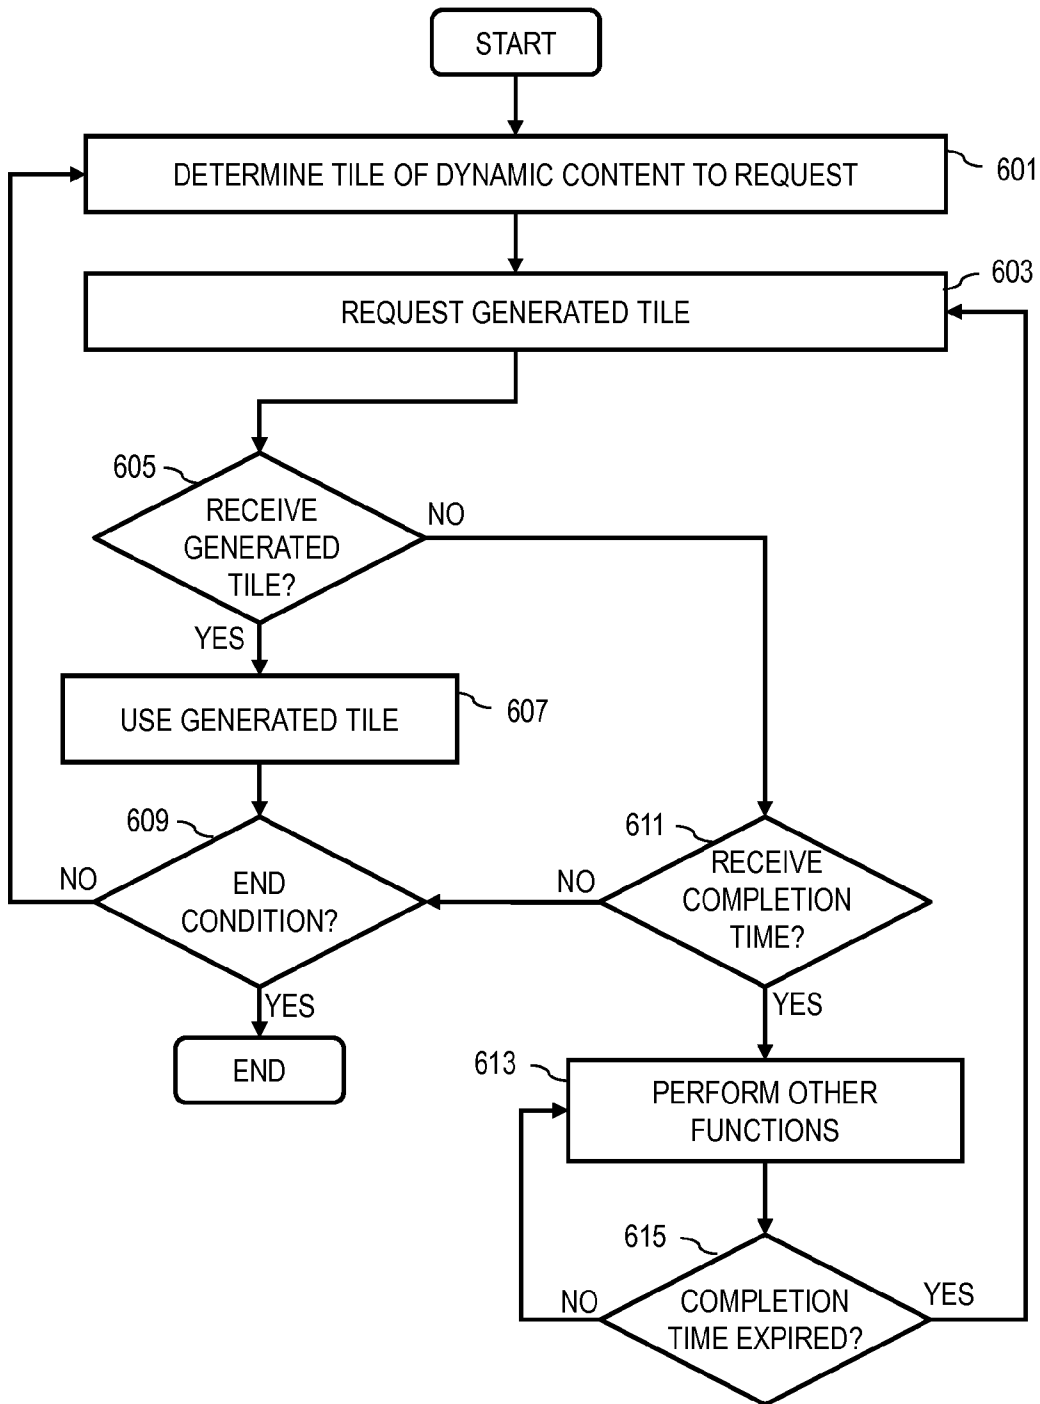 START
DETERMINE TILE OF DYNAMIC CONTENT TO REQUEST
601
603
REQUEST GENERATED TILE
605
RECEIVE
GENERATED
TILE?
NO
YES
USE GENERATED TILE
607
609
END
CONDITION?
NO
YES
END
611
RECEIVE
COMPLETION
TIME?
NO
YES
613
PERFORM OTHER
FUNCTIONS
615
COMPLETION
TIME EXPIRED?
NO
YES